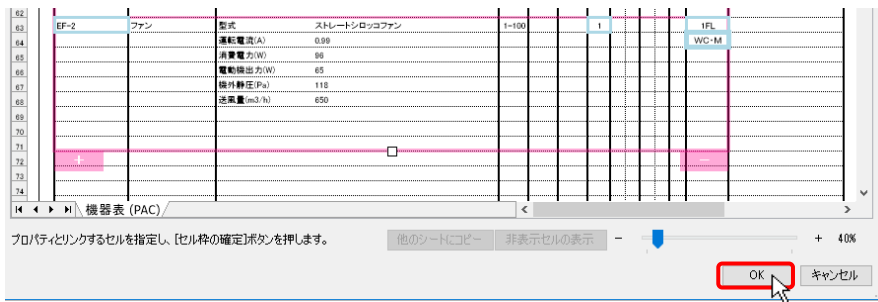 62
63 EF-2 ファン 型式 ストレートシロッコファン 1-100 1 1FL
64 運転電流(A) 0.99 WC・M
65 消費電力(W) 96
66 電動機出力(W) 65
67 機外静圧(Pa) 118
68 送風量(m3/h) 650
69
70
71
72 + −
73
74
機器表 (PAC)
プロパティとリンクするセルを指定し、[セル枠の確定]ボタンを押します。 他のシートにコピー 非表示セルの表示 − + 40%
OK キャンセル